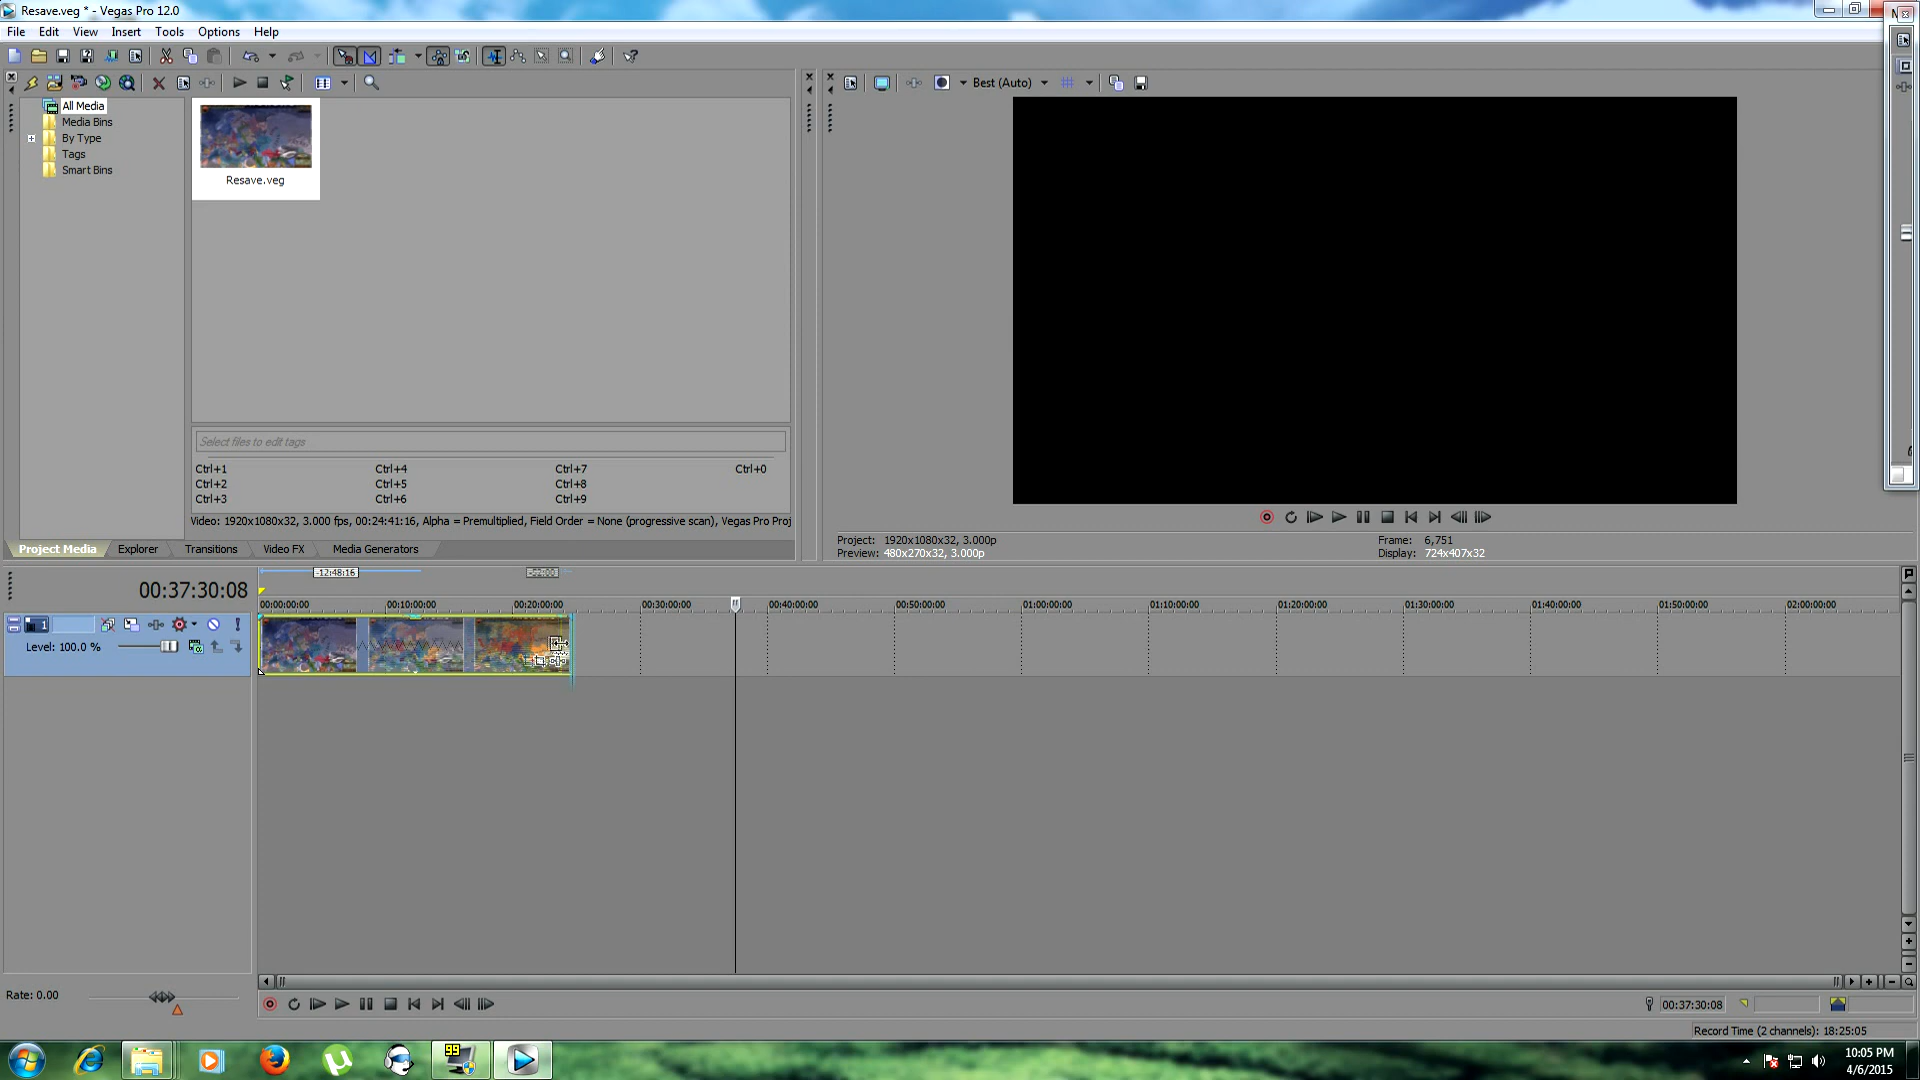 Resave.veg * - Vegas Pro 12.0
File Edit View Insert Tools Options Help
Best (Auto)
All Media
Media Bins
By Type
Tags
Smart Bins
Resave.veg
Select files to edit tags
Ctrl+1 Ctrl+4 Ctrl+7 Ctrl+0
Ctrl+2 Ctrl+5 Ctrl+8
Ctrl+3 Ctrl+6 Ctrl+9
Video: 1920x1080x32, 3.000 fps, 00:24:41:16, Alpha = Premultiplied, Field Order = None (progressive scan), Vegas Pro Proj
Project Media Explorer Transitions Video FX Media Generators
Project: 1920x1080x32, 3.000p Frame: 6,751
Preview: 480x270x32, 3.000p Display: 724x407x32
-12:48:16 -52:00
00:37:30:08
00:00:00:00 00:10:00:00 00:20:00:00 00:30:00:00 00:40:00:00 00:50:00:00 01:00:00:00 01:10:00:00 01:20:00:00 01:30:00:00 01:40:00:00 01:50:00:00 02:00:00:00
1
Level: 100.0 %
Rate: 0.00
00:37:30:08
Record Time (2 channels): 18:25:05
99
10:05 PM
4/6/2015